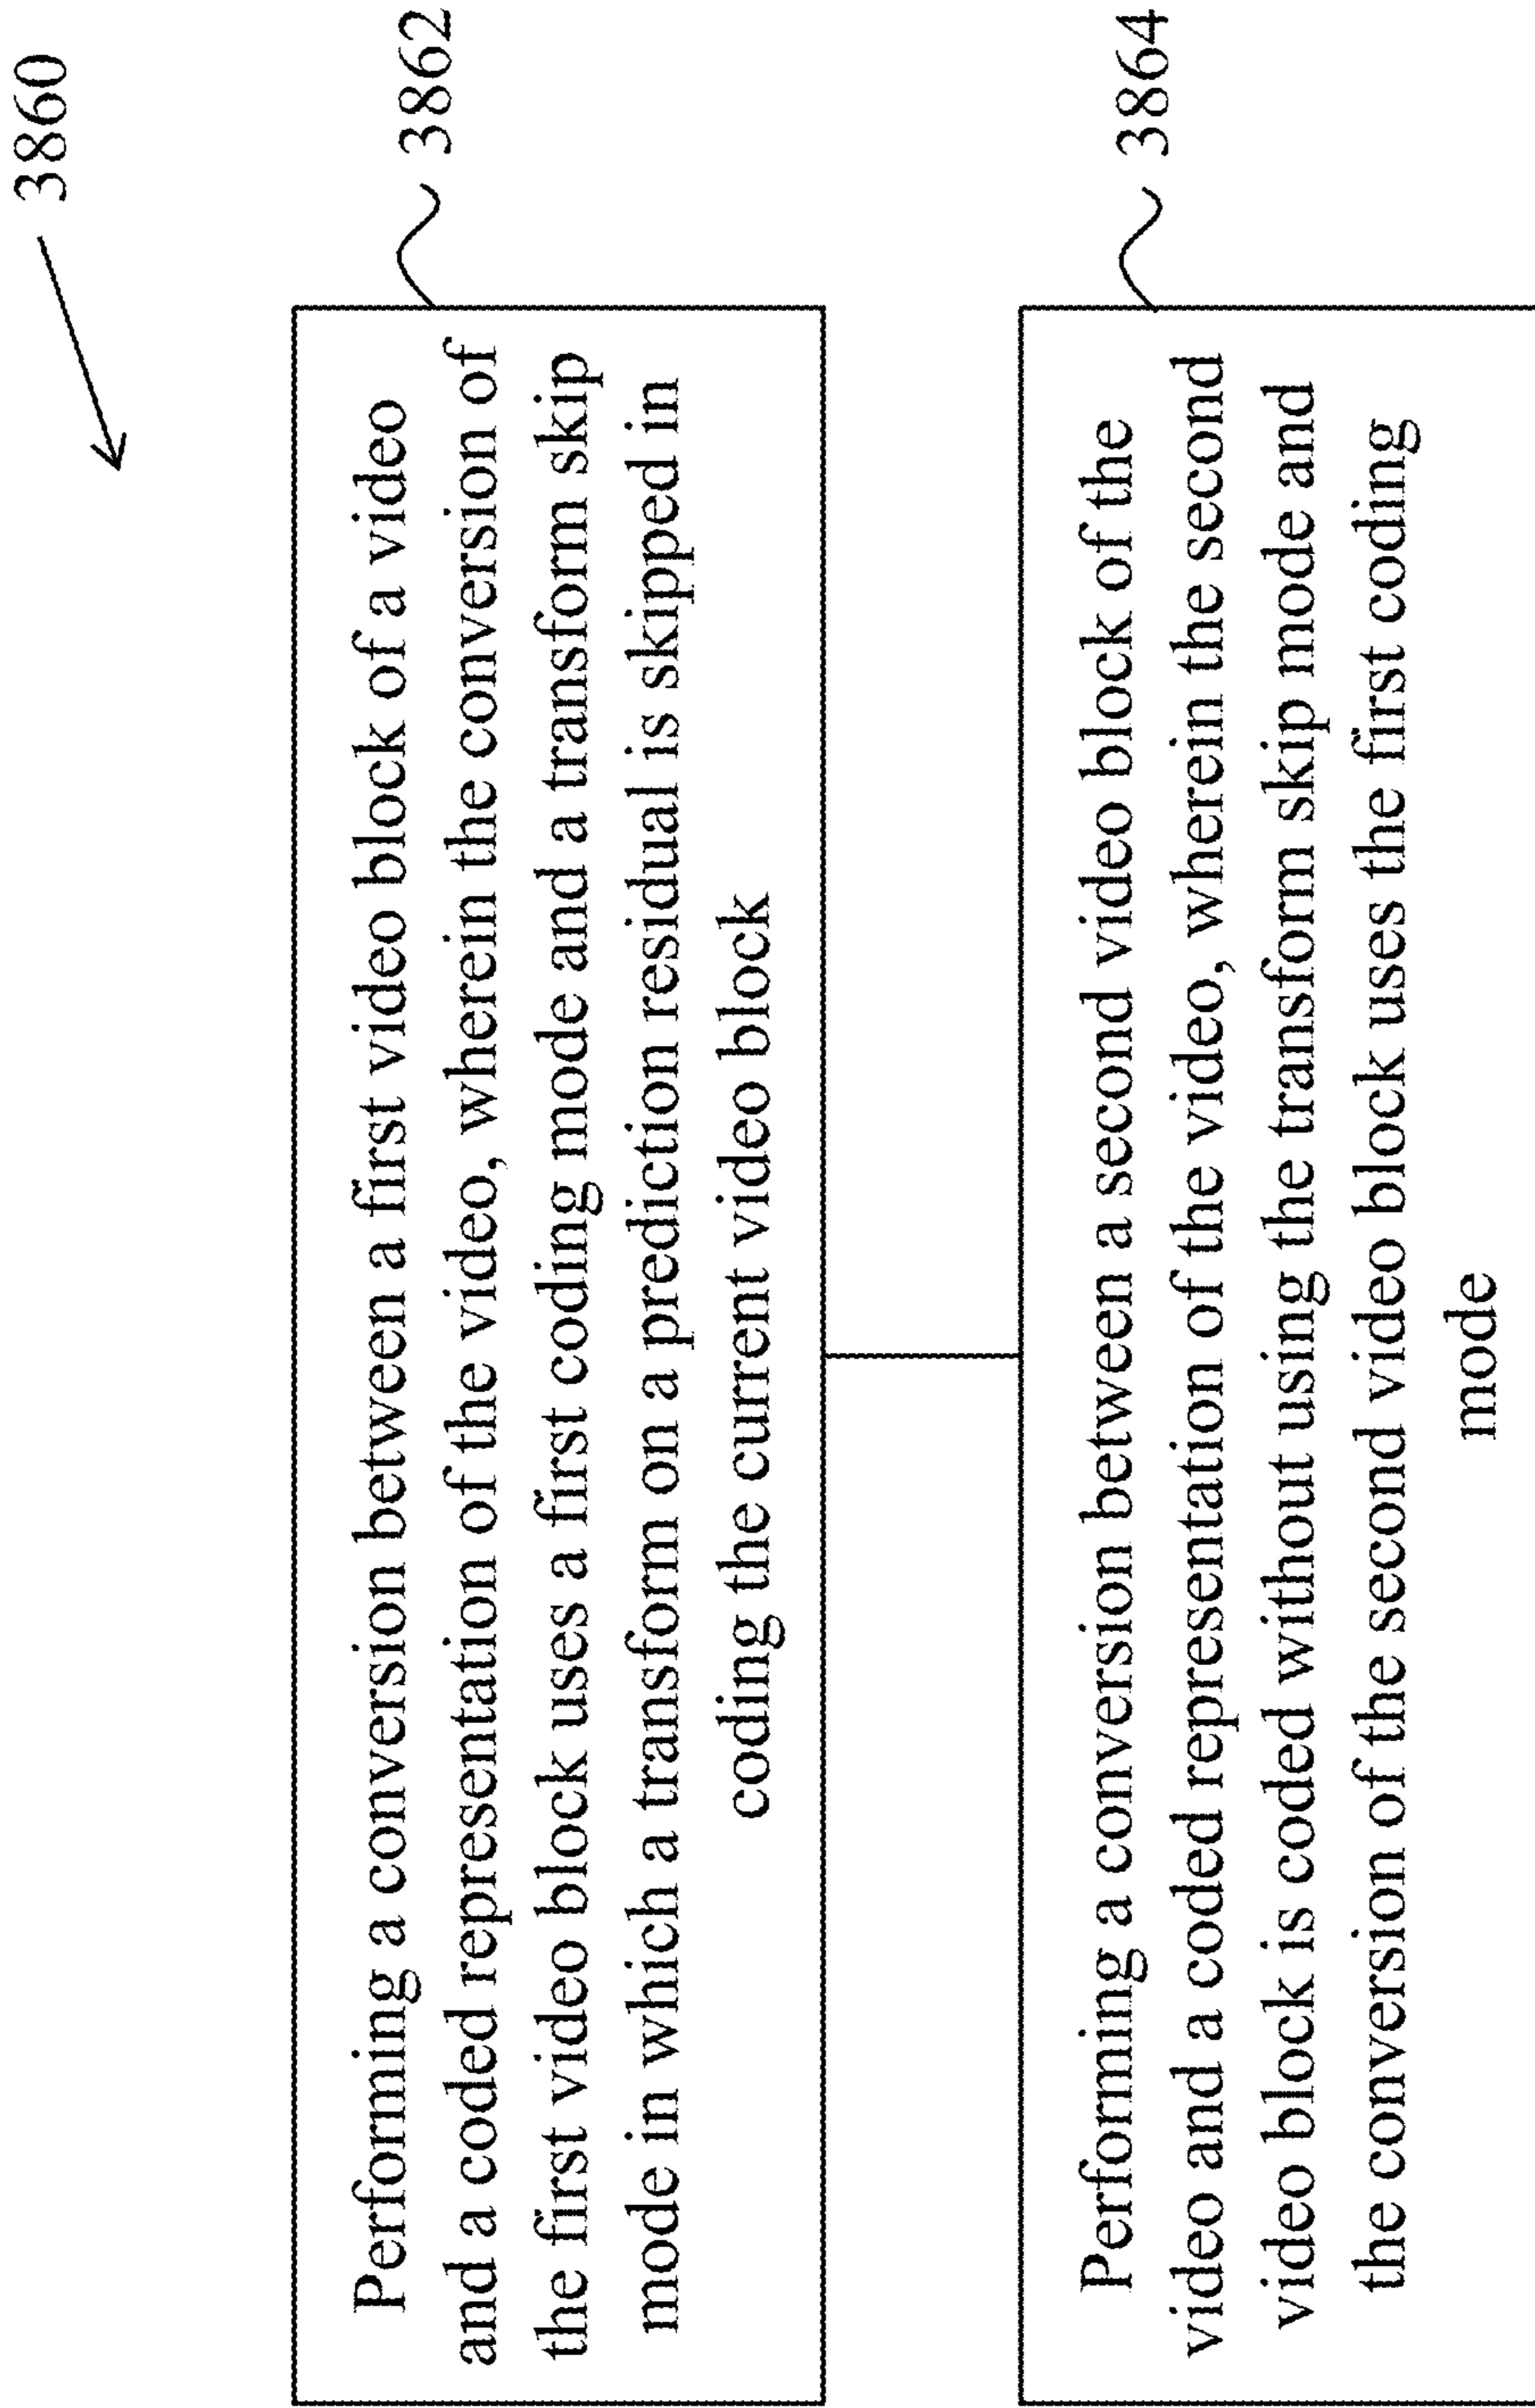 3860
Performing a conversion between a first video block of a video
and a coded representation of the video, wherein the conversion of
the first video block uses a first coding mode and a transform skip
mode in which a transform on a prediction residual is skipped in
coding the current video block
3862
Performing a conversion between a second video block of the
video and a coded representation of the video, wherein the second
video block is coded without using the transform skip mode and
the conversion of the second video block uses the first coding
mode
3864